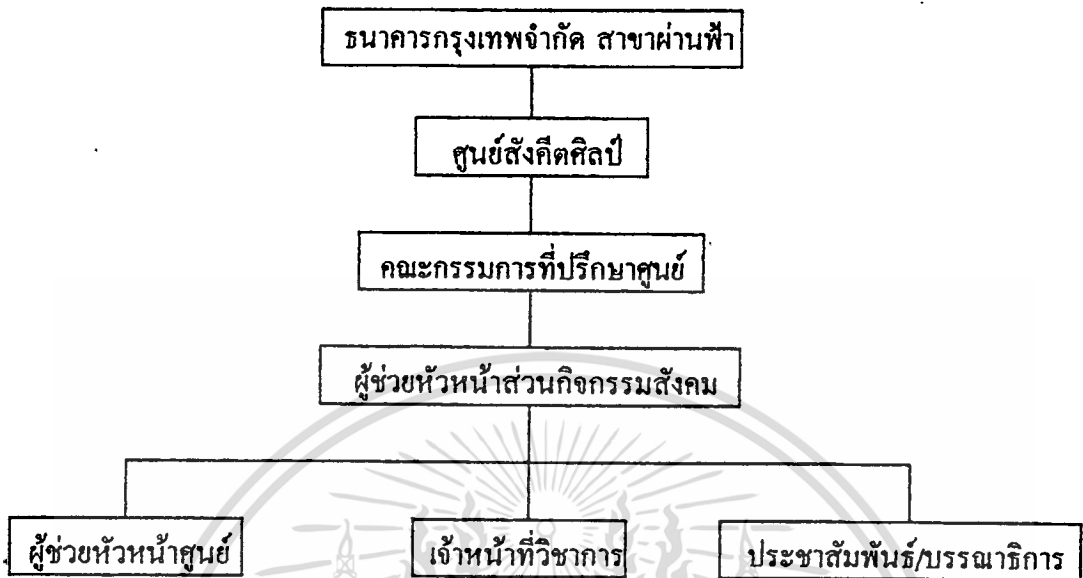 ธนาคารกรุงเทพจำกัด สาขาผ่านฟ้า
ศูนย์สังคีตศิลป์
คณะกรรมการที่ปรึกษาศูนย์
ผู้ช่วยหัวหน้าส่วนกิจกรรมสังคม
ผู้ช่วยหัวหน้าศูนย์
เจ้าหน้าที่วิชาการ
ประชาสัมพันธ์/บรรณาธิการ